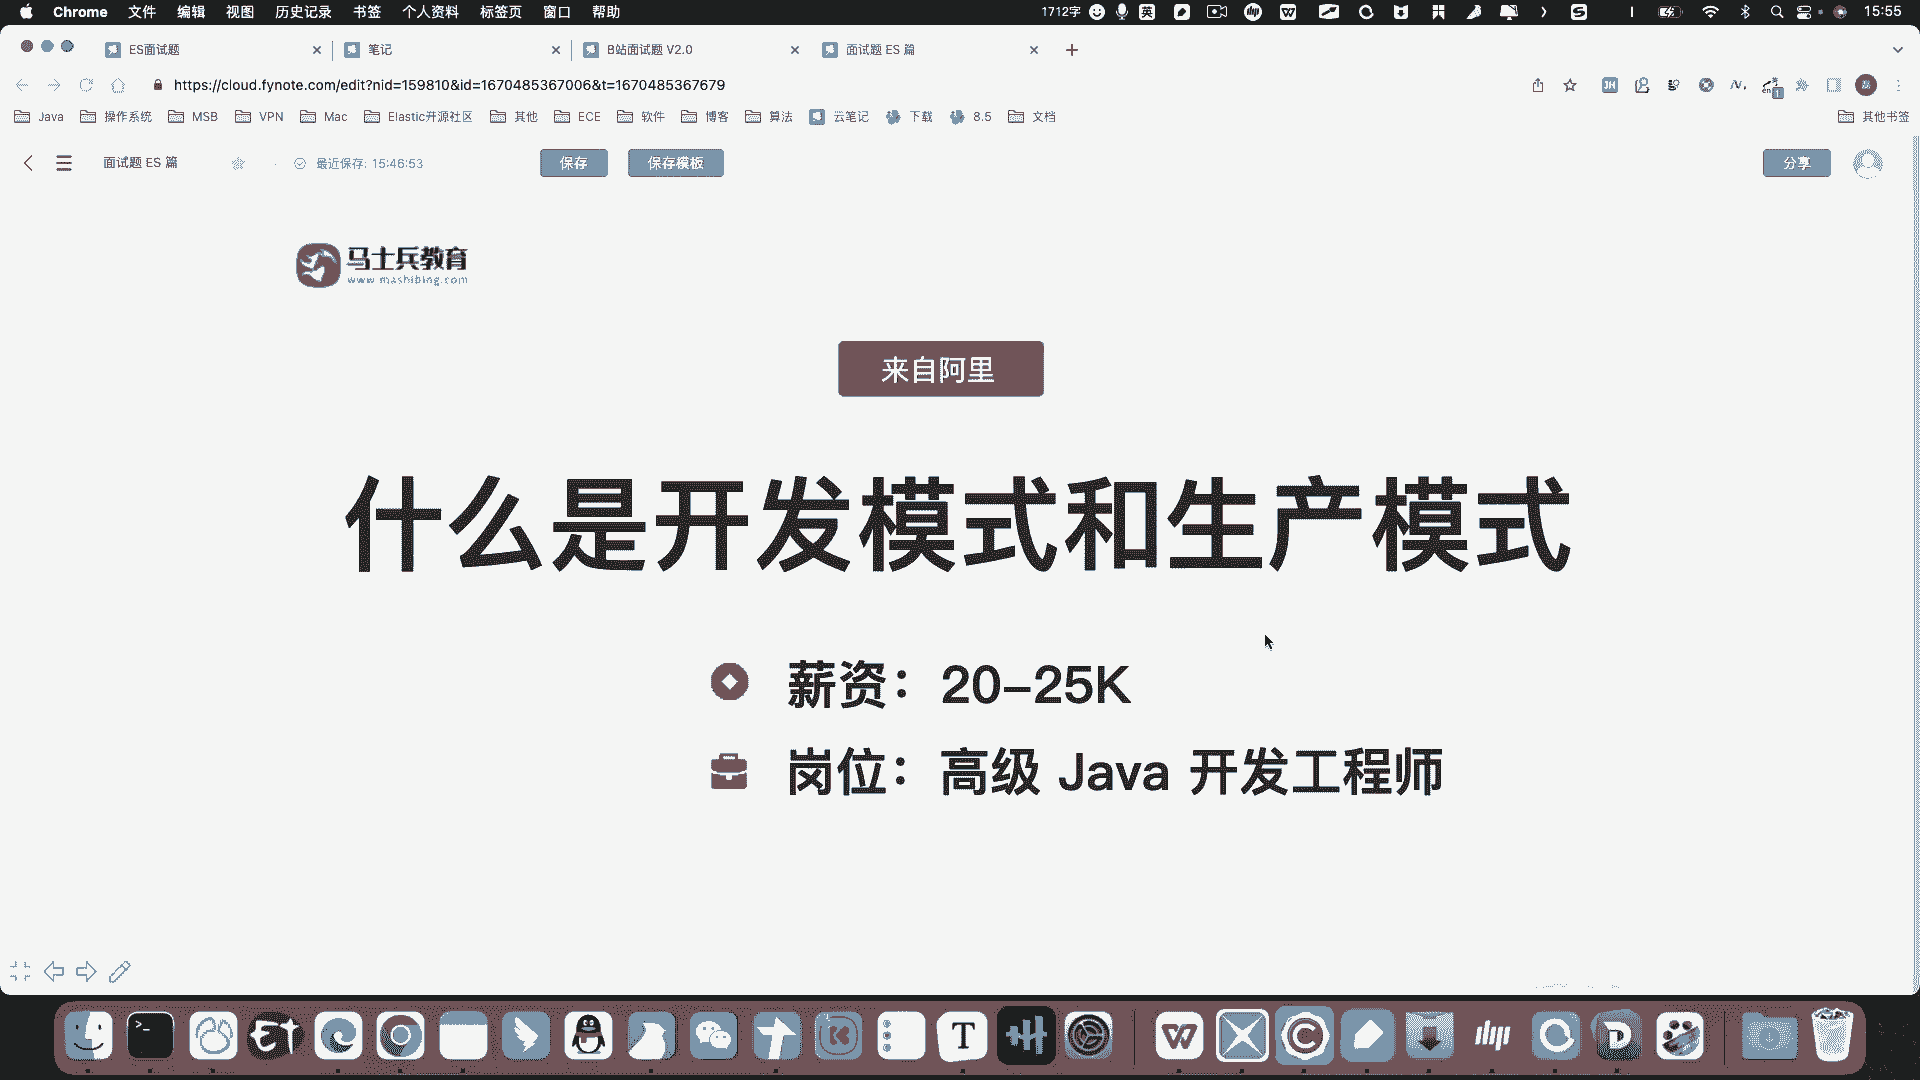 Chrome 文件 编辑 视图 历史记录 书签 个人资料 标签页 窗口 帮助 1712字 英 15:55
ES面试题 笔记 B站面试题 V2.0 面试题 ES 篇
https://cloud.fynote.com/edit?nid=159810&id=1670485367006&t=1670485367679
Java 操作系统 MSB VPN Mac Elastic开源社区 其他 ECE 软件 博客 算法 云笔记 下载 8.5 文档 其他书签
面试题 ES 篇 最近保存: 15:46:53 保存 保存模板 分享
马士兵教育
www.mashibing.com
来自阿里
什么是开发模式和生产模式
薪资：20-25K
岗位：高级 Java 开发工程师